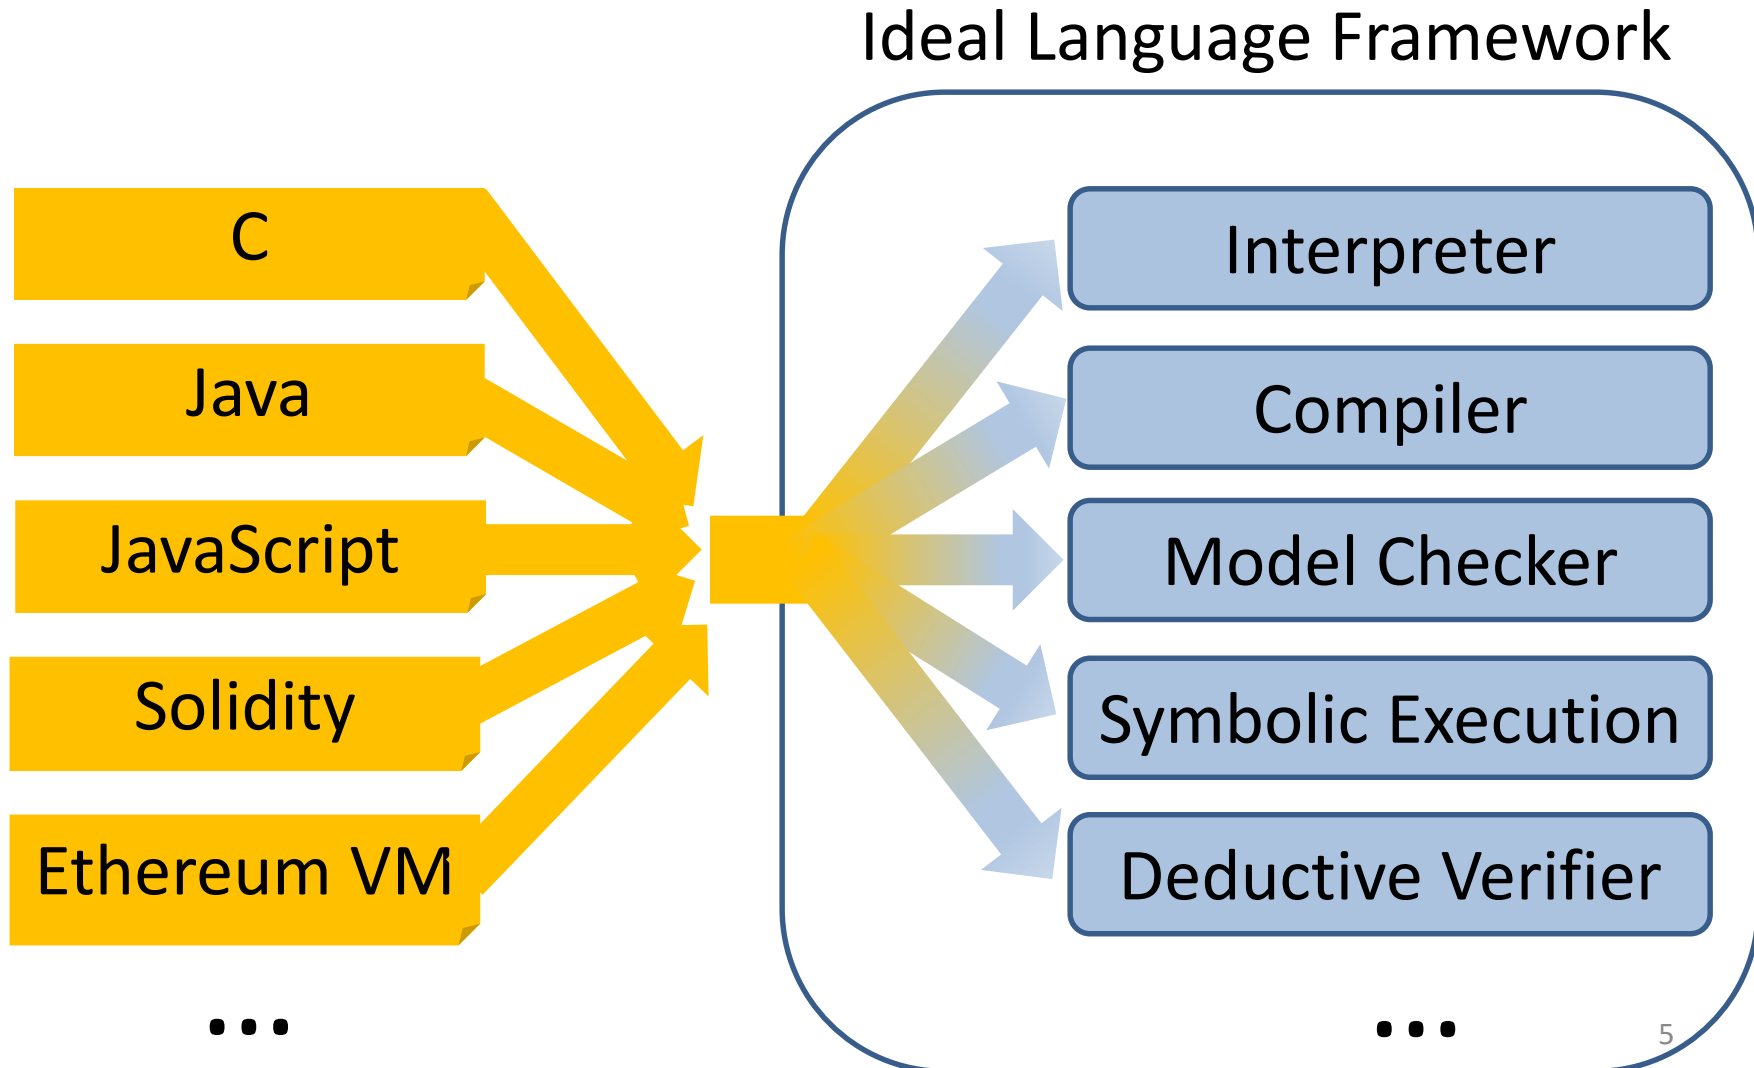 Ideal Language Framework
C
Java
JavaScript
Solidity
Ethereum VM
...
Interpreter
Compiler
Model Checker
Symbolic Execution
Deductive Verifier
...
5